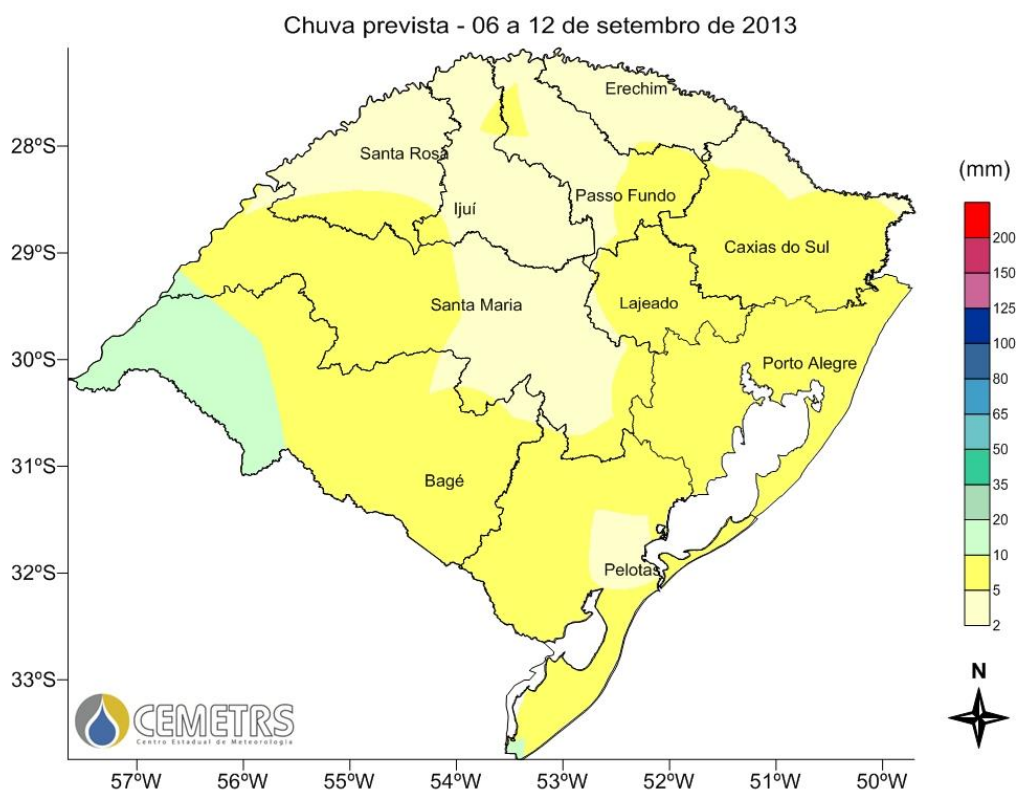 Chuva prevista - 06 a 12 de setembro de 2013
Erechim
28ºS
Santa Rosa
(mm)
Passo Fundo
Ijuí
200
Caxias do Sul
29ºS
150
Santa Maria
Lajeado
125
30ºS
Porto Alegre
100
80
65
31ºS
Bagé
50
35
20
32ºS
Pelotas
10
5
2
33ºS
N
CEMETRS
Centro Estadual de Meteorologia
57ºW 56ºW 55ºW 54ºW 53ºW 52ºW 51ºW 50ºW